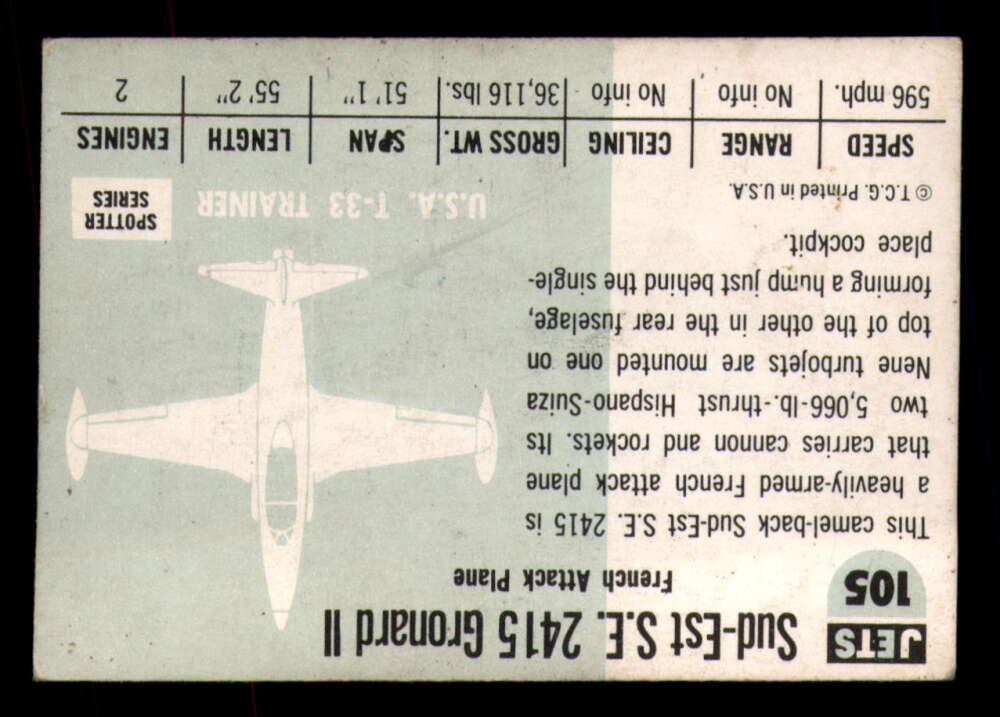 JETS
105
Sud-Est S.E. 2415 Gronard II
French Attack Plane
This camel-back Sud-Est S.E. 2415 is
a heavily-armed French attack plane
that carries cannon and rockets. Its
two 5,066-lb.-thrust Hispano-Suiza
Nene turbojets are mounted one on
top of the other in the rear fuselage,
forming a hump just behind the single-
place cockpit.
© T.C.G. Printed in U.S.A.
U.S.A. T-33 TRAINER
SPOTTER
SERIES
SPEED RANGE CEILING GROSS WT. SPAN LENGTH ENGINES
596 mph. No info No info 36,116 lbs. 51' 1" 55' 2" 2